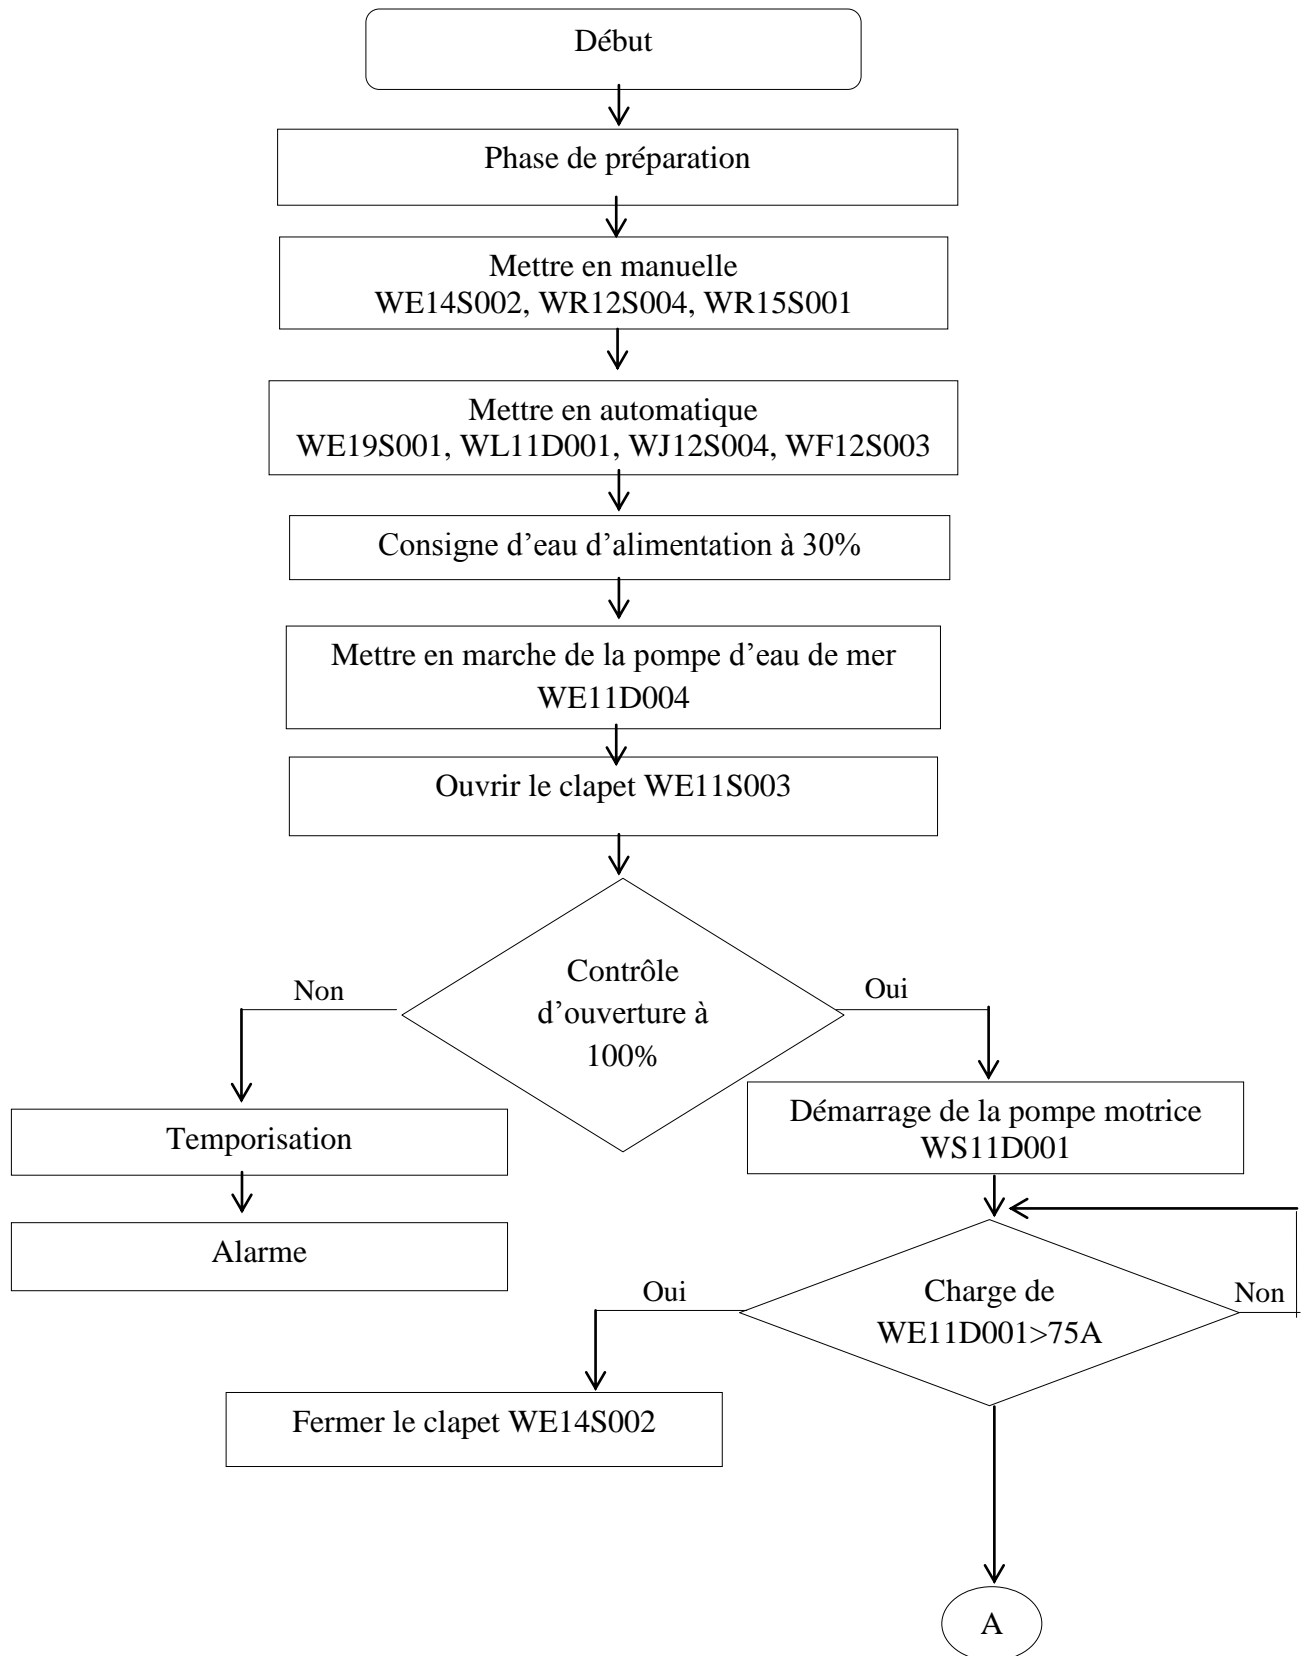 Début
Phase de préparation
Mettre en manuelle
WE14S002, WR12S004, WR15S001
Mettre en automatique
WE19S001, WL11D001, WJ12S004, WF12S003
Consigne d’eau d’alimentation à 30%
Mettre en marche de la pompe d’eau de mer
WE11D004
Ouvrir le clapet WE11S003
Contrôle
d’ouverture à
100%
Non
Oui
Temporisation
Alarme
Démarrage de la pompe motrice
WS11D001
Charge de
WE11D001>75A
Oui
Non
Fermer le clapet WE14S002
A